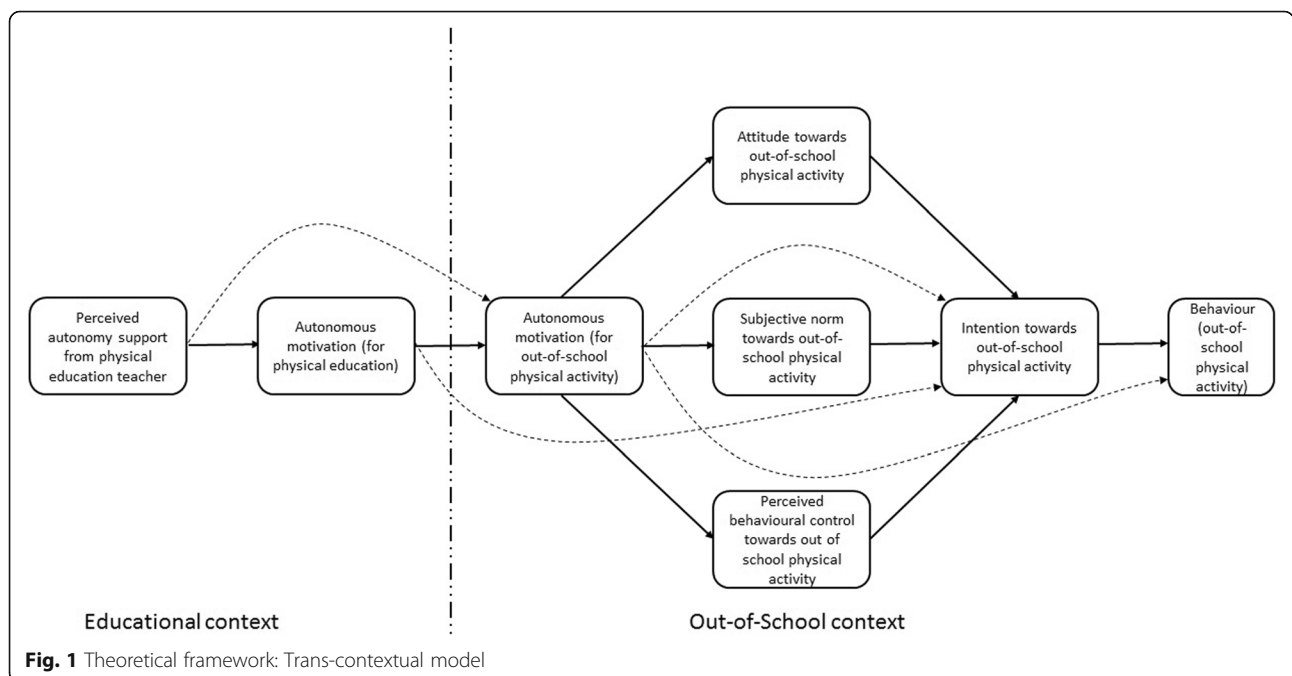 Attitude towards
out-of-school
physical activity
Perceived
autonomy support
from physical
education teacher
Autonomous
motivation (for
physical education)
Autonomous
motivation (for
out-of-school
physical activity)
Subjective norm
towards out-of-
school physical
activity
Intention towards
out-of-school
physical activity
Behaviour
(out-of-
school
physical
activity)
Perceived
behavioural control
towards out of
school physical
activity
Educational context
Out-of-School context
Fig. 1 Theoretical framework: Trans-contextual model